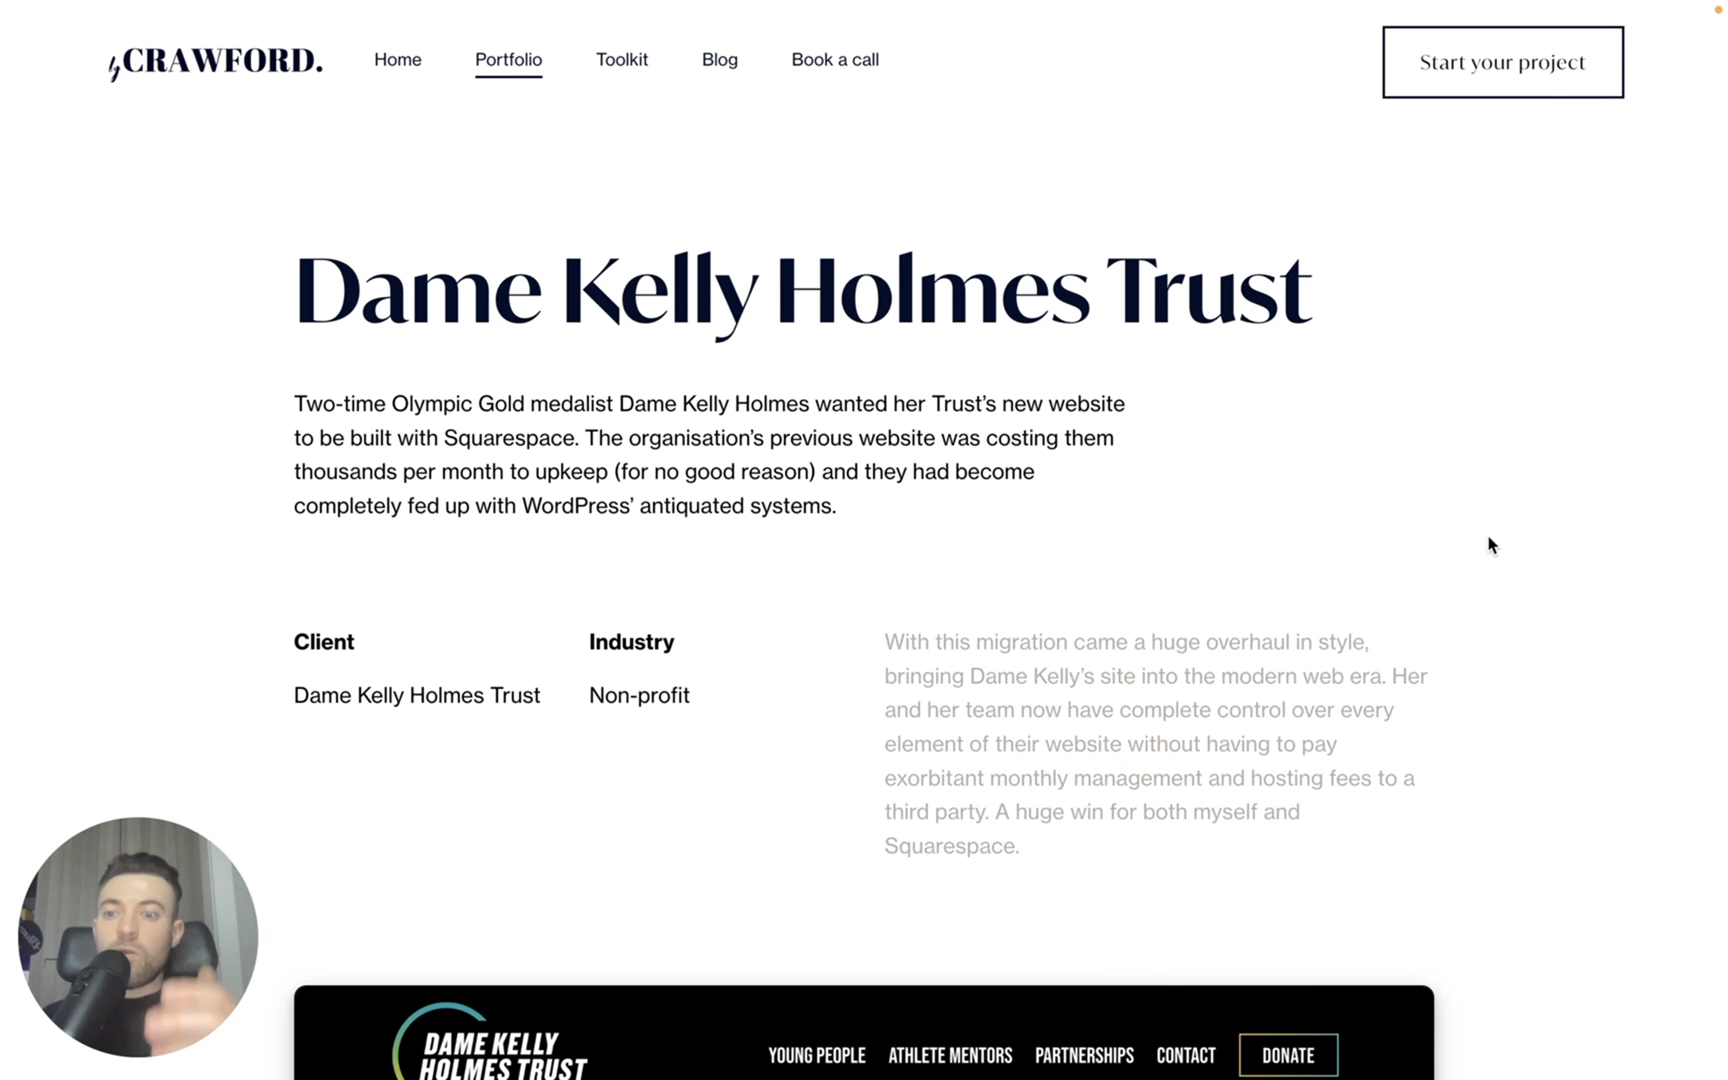 by CRAWFORD.
Home
Portfolio
Toolkit
Blog
Book a call
Start your project
Dame Kelly Holmes Trust
Two-time Olympic Gold medalist Dame Kelly Holmes wanted her Trust’s new website
to be built with Squarespace. The organisation’s previous website was costing them
thousands per month to upkeep (for no good reason) and they had become
completely fed up with WordPress’ antiquated systems.
Client
Dame Kelly Holmes Trust
Industry
Non-profit
With this migration came a huge overhaul in style,
bringing Dame Kelly’s site into the modern web era. Her
and her team now have complete control over every
element of their website without having to pay
exorbitant monthly management and hosting fees to a
third party. A huge win for both myself and
Squarespace.
DAME KELLY
HOLMES TRUST
YOUNG PEOPLE
ATHLETE MENTORS
PARTNERSHIPS
CONTACT
DONATE